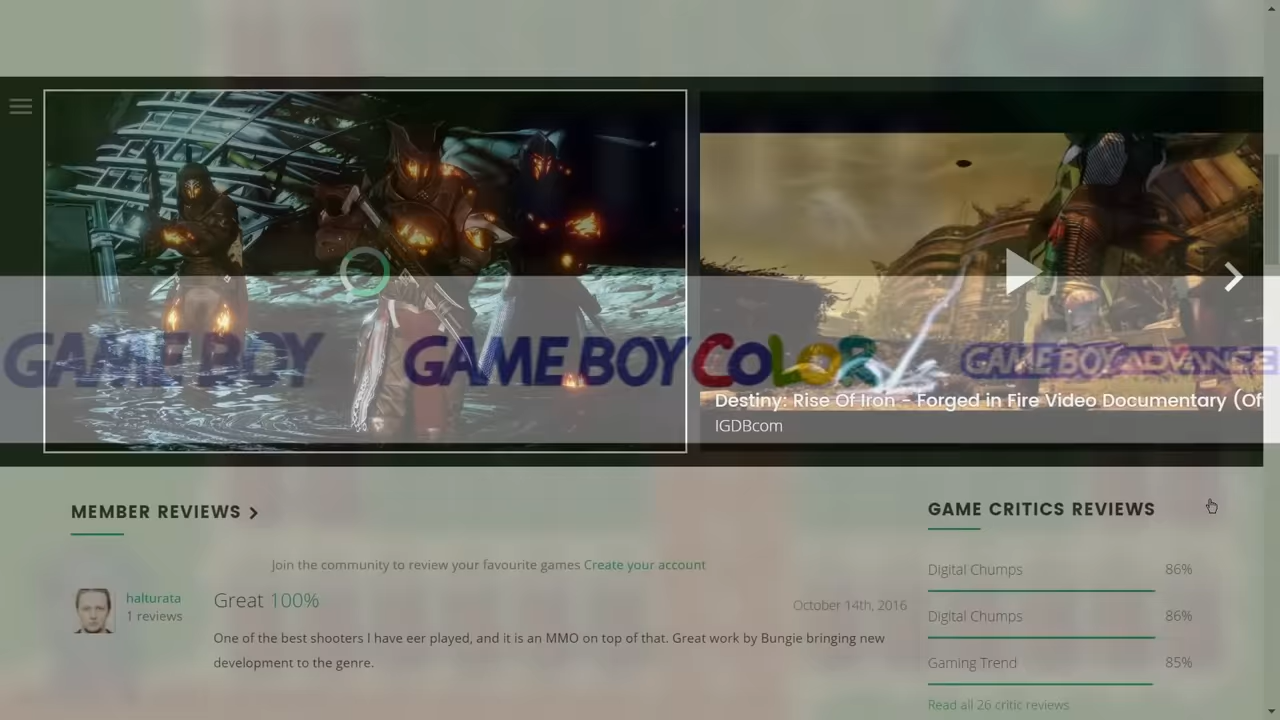 GAME BOY
GAME BOY COLOR
GAME BOY ADVANCE
Destiny: Rise Of Iron - Forged in Fire Video Documentary (Of
IGDBcom
MEMBER REVIEWS
Join the community to review your favourite games Create your account
halturata
1 reviews
Great 100%
October 14th, 2016
One of the best shooters I have eer played, and it is an MMO on top of that. Great work by Bungie bringing new
development to the genre.
GAME CRITICS REVIEWS
Digital Chumps 86%
Digital Chumps 86%
Gaming Trend 85%
Read all 26 critic reviews